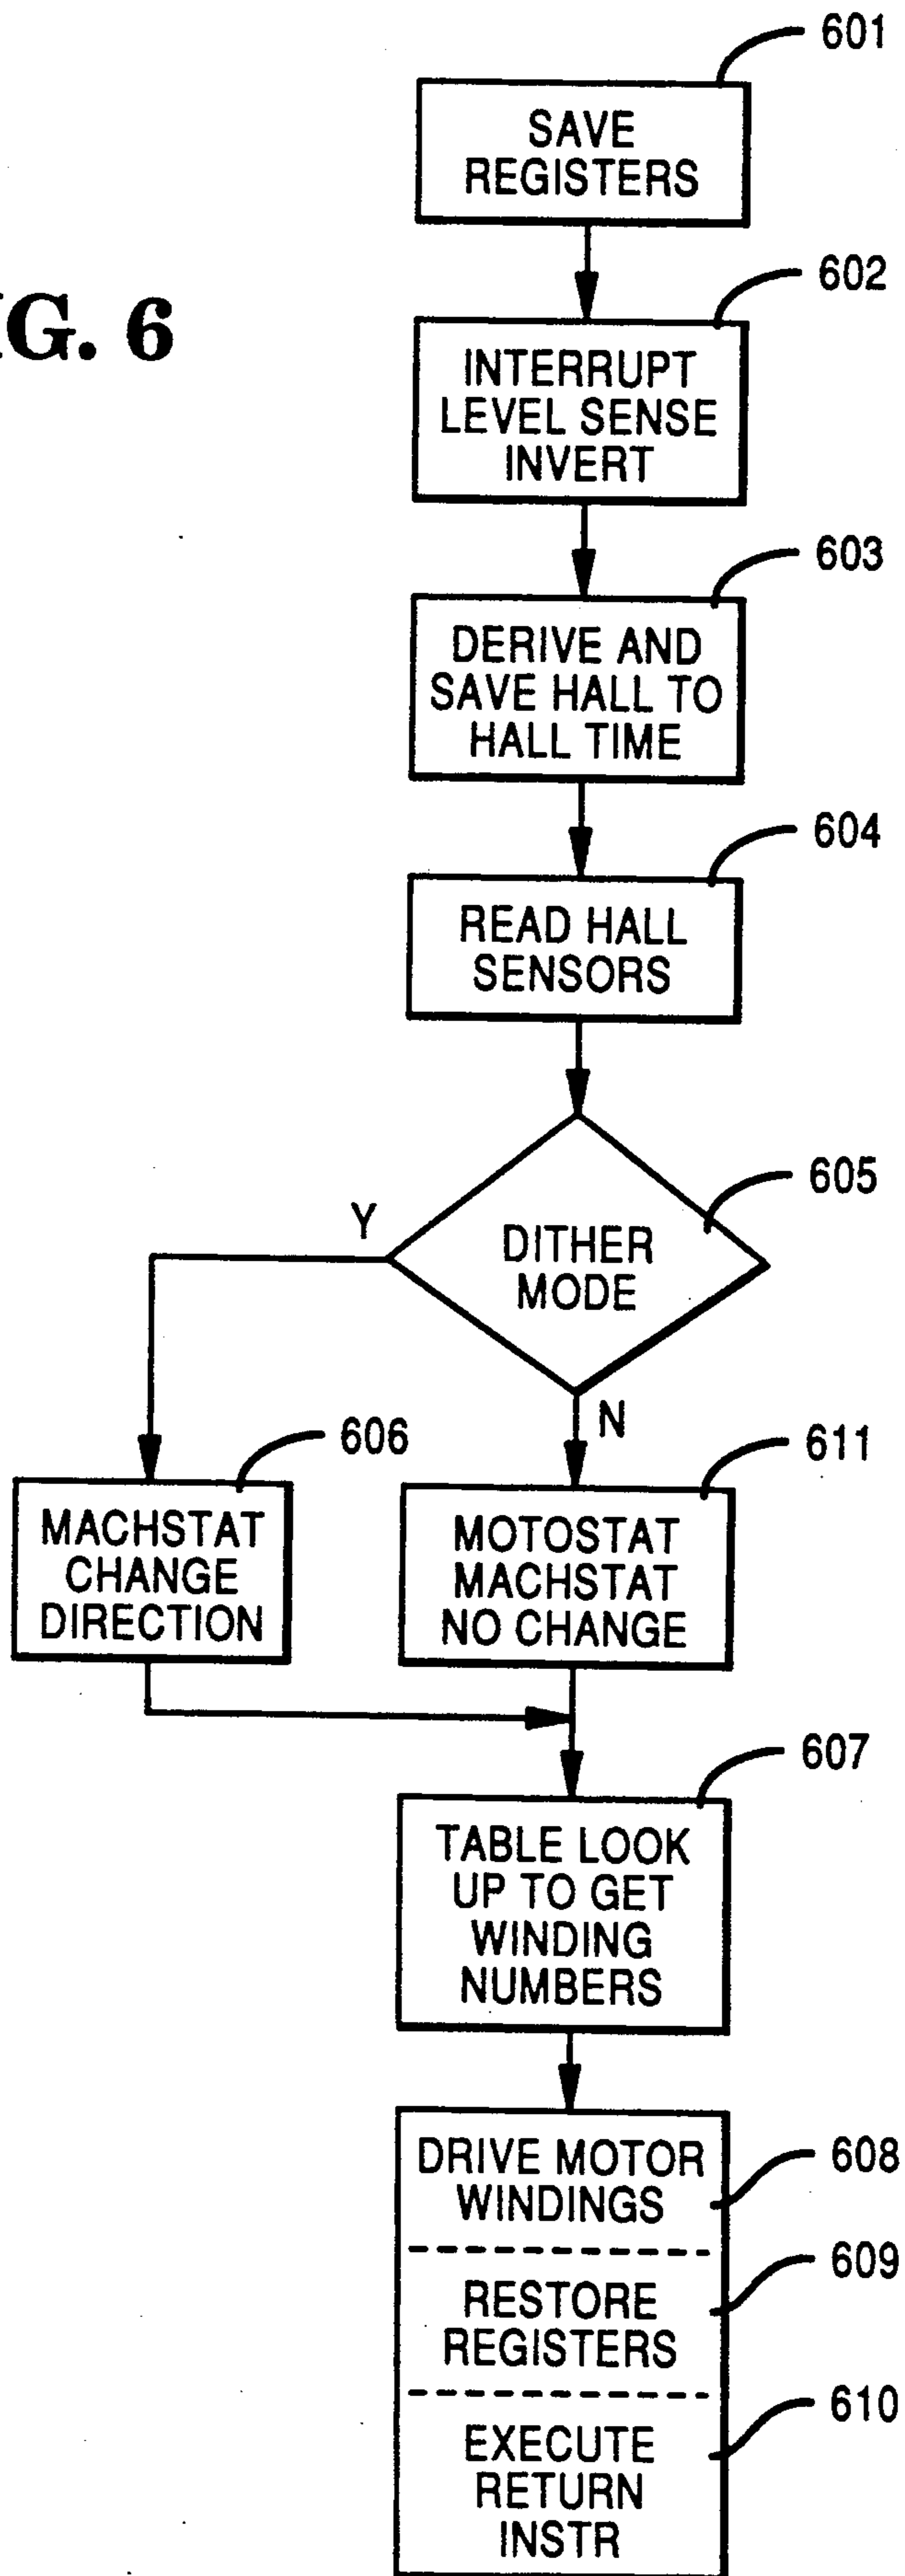 601
SAVE
REGISTERS
602
G. 6
INTERRUPT
LEVEL SENSE
INVERT
603
DERIVE AND
SAVE HALL TO
HALL TIME
604
READ HALL
SENSORS
605
Y
DITHER
MODE
N
606
611
MACHSTAT
CHANGE
DIRECTION
MOTOSTAT
MACHSTAT
NO CHANGE
607
TABLE LOOK
UP TO GET
WINDING
NUMBERS
DRIVE MOTOR
WINDINGS
608
RESTORE
REGISTERS
609
EXECUTE
RETURN
INSTR
610